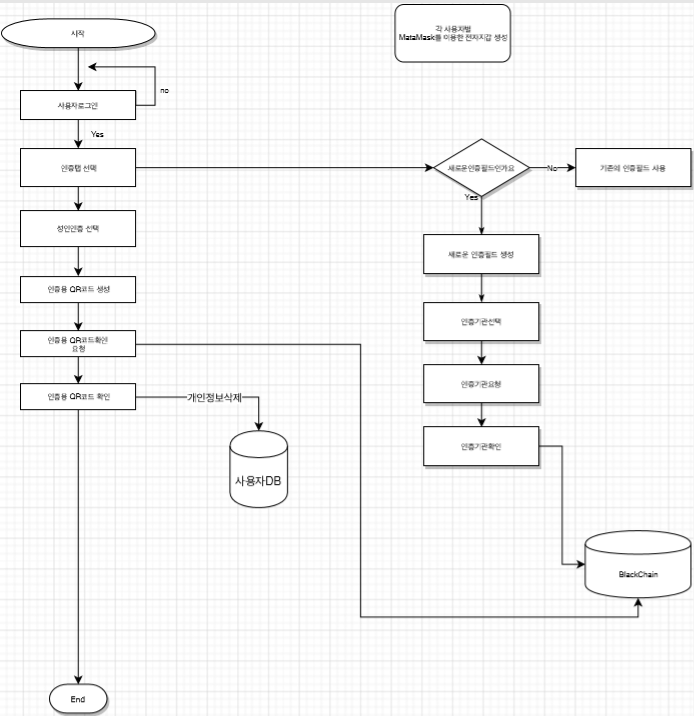 시작
각 사용자별
MataMask를 이용한 전자지갑 생성
no
사용자로그인
Yes
인증탭 선택
새로운인증필드인가요
No
기존의 인증필드 사용
Yes
성인인증 선택
새로운 인증필드 생성
인증용 QR코드 생성
인증기관선택
인증용 QR코드확인
요청
인증기관요청
인증용 QR코드 확인
개인정보삭제
인증기관확인
사용자DB
BlackChain
End